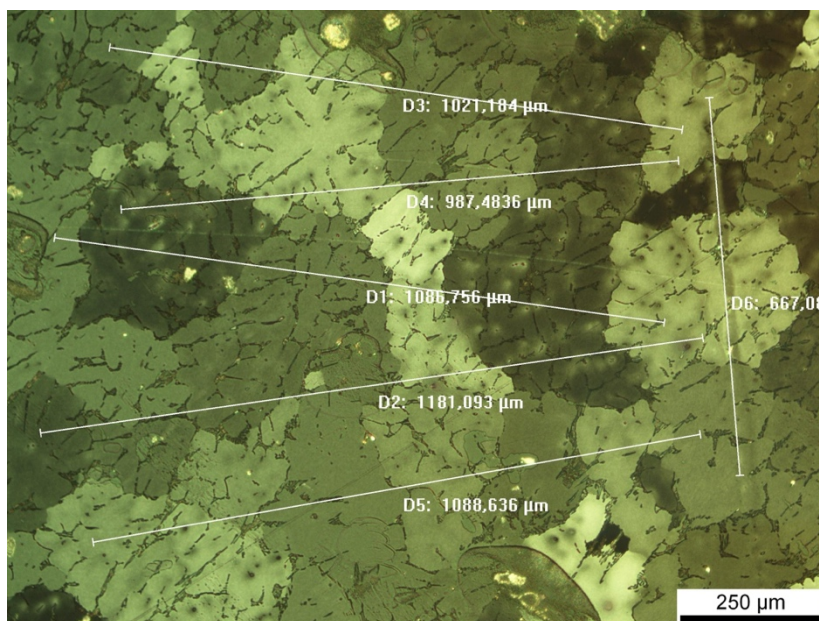 D3: 1021,184 µm
D4: 987,4836 µm
D1: 1086,756 µm
D6: 667,08
D2: 1181,093 µm
D5: 1088,636 µm
250 µm